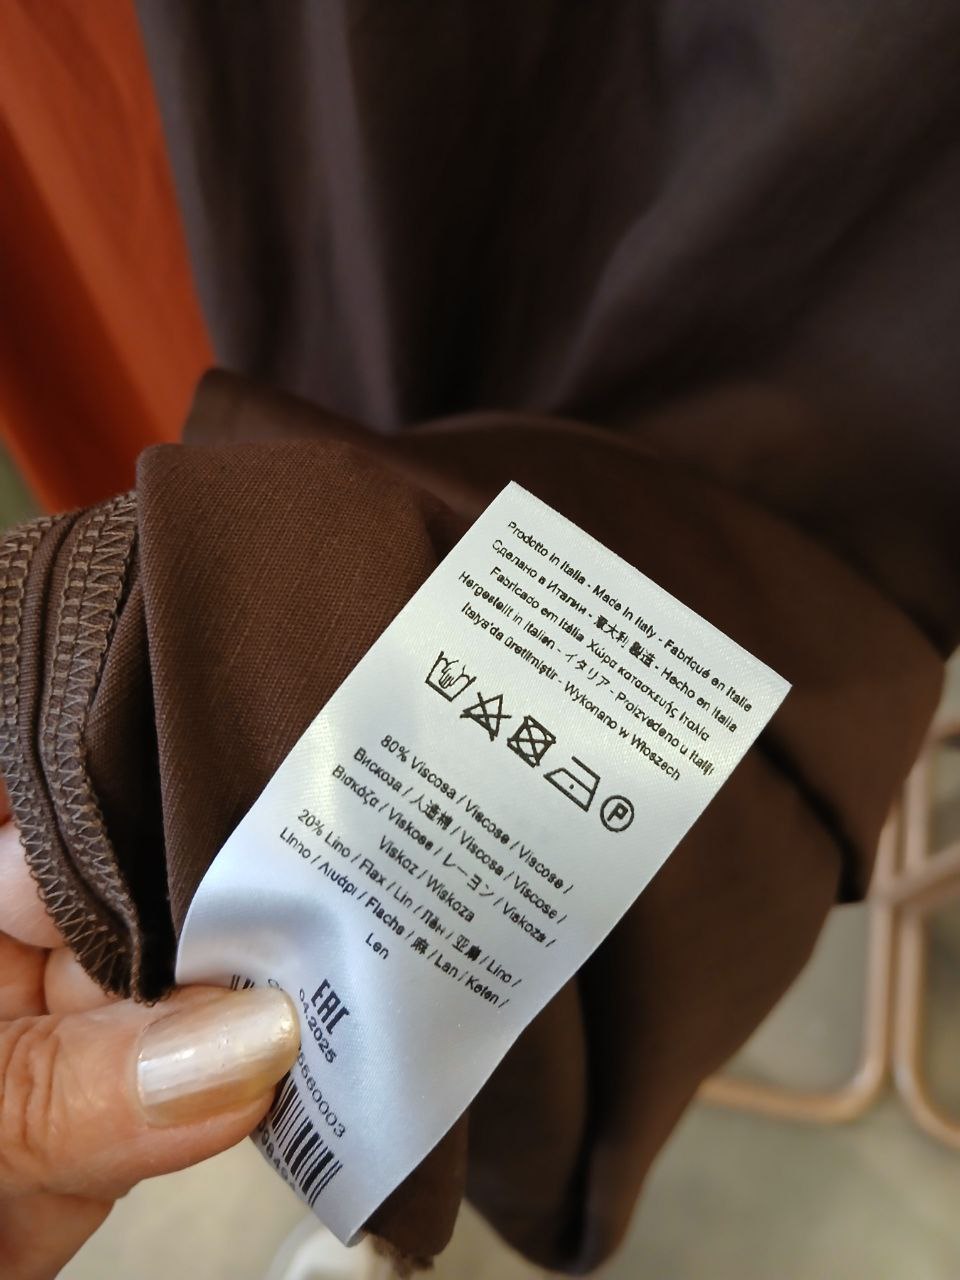 Prodotto in Italia - Made in Italy - Fabriqué en Italie
Сделано в Италии - 意大利 製造 - Hecho en Italia
Fabricado em Itália Χώρα κατασκευής Ιταλία
Hergestellt in Italien - イタリア - Proizvedeno u Italiji
Italya'da üretilmiştir - Wykonano w Włoszech
P
80% Viscosa / Viscose / Viscose /
Вискоза / 人造棉 / Viscosa / Viscose /
Βισκόζα / Viskose / レーヨン / Viskoza /
Viskoz / Wiskoza
20% Lino / Flax / Lin / Лён / 亚麻 / Lino /
Linho / Λινάρι / Flachs / 麻 / Lan / Keten /
Len
EAC
04.2025
560003